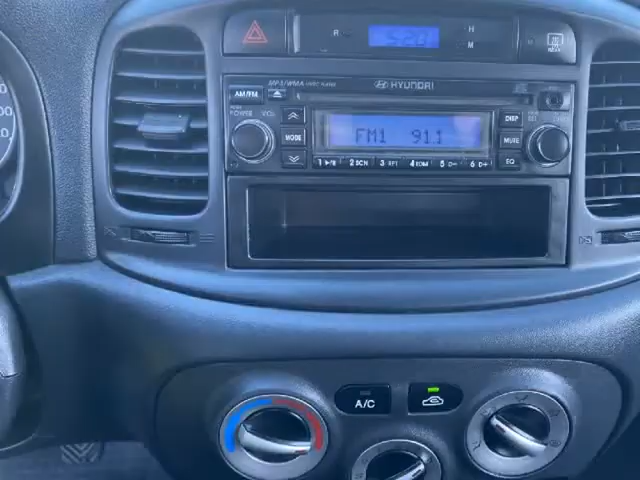 R H
5:20
M
MP3/WMA
HYUNDAI
AM/FM
POWER VOL
DISP
MODE
FM1 91.1
MUTE
EQ
1 2 SCN 3 RPT 4 RDM 5 6
A/C